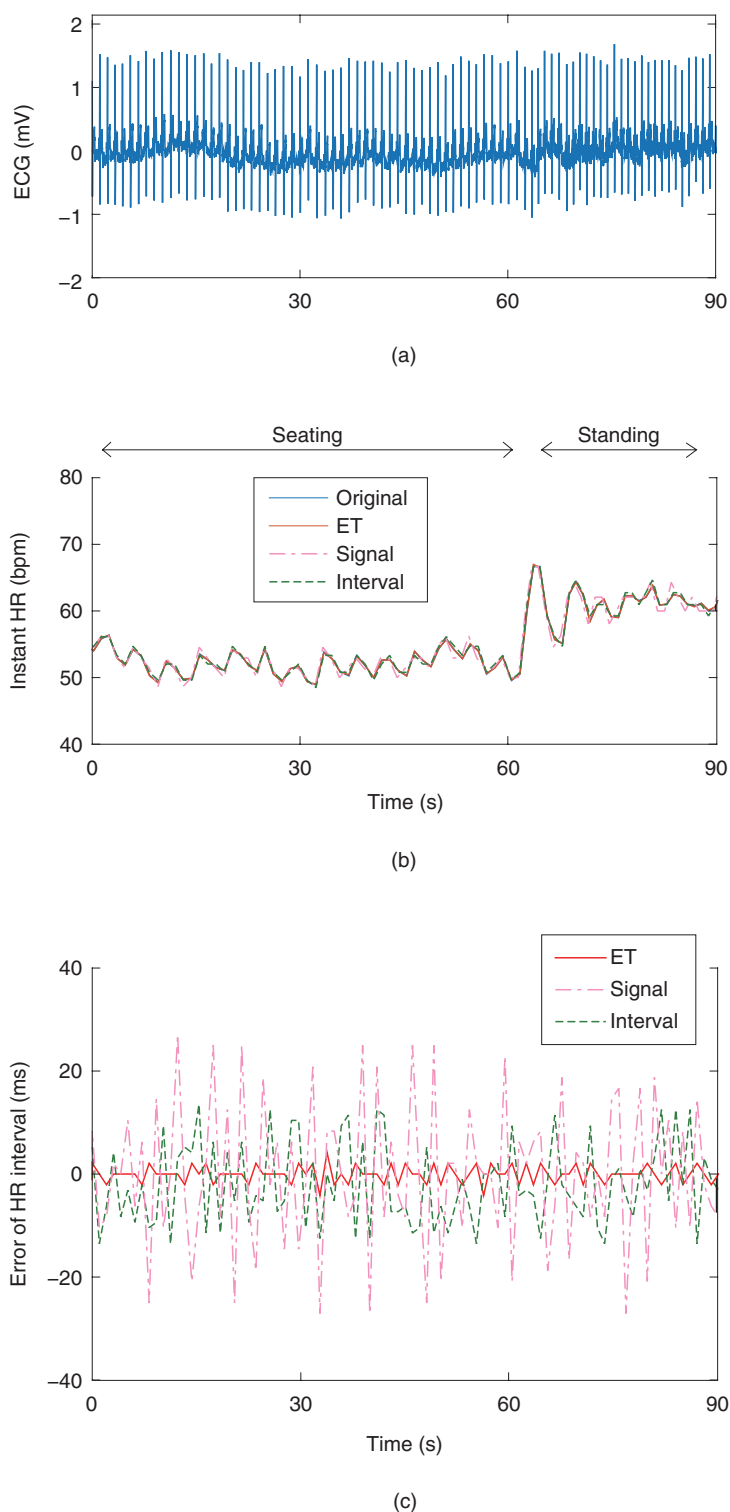 2
1
0
−1
−2
ECG (mV)
0 30 60 90
(a)
Seating Standing
80
70
60
50
40
Instant HR (bpm)
Original
ET
Signal
Interval
0 30 60 90
Time (s)
(b)
ET
Signal
Interval
40
20
0
−20
−40
Error of HR interval (ms)
0 30 60 90
Time (s)
(c)